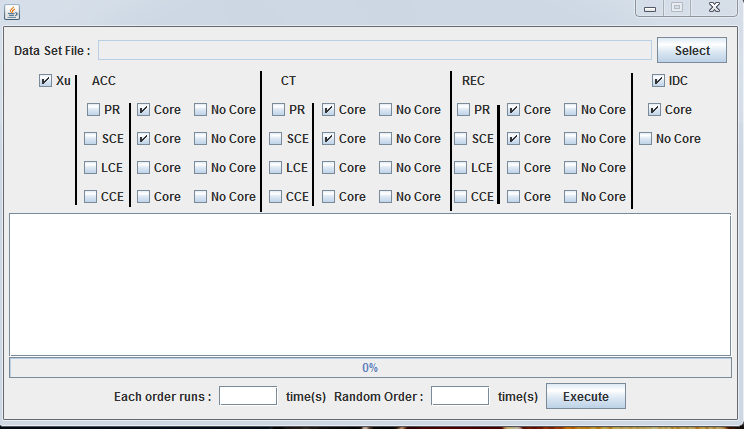 Data Set File : Select
Xu ACC CT REC IDC
PR Core No Core PR Core No Core PR Core No Core Core
SCE Core No Core SCE Core No Core SCE Core No Core No Core
LCE Core No Core LCE Core No Core LCE Core No Core
CCE Core No Core CCE Core No Core CCE Core No Core
0%
Each order runs : time(s) Random Order : time(s) Execute